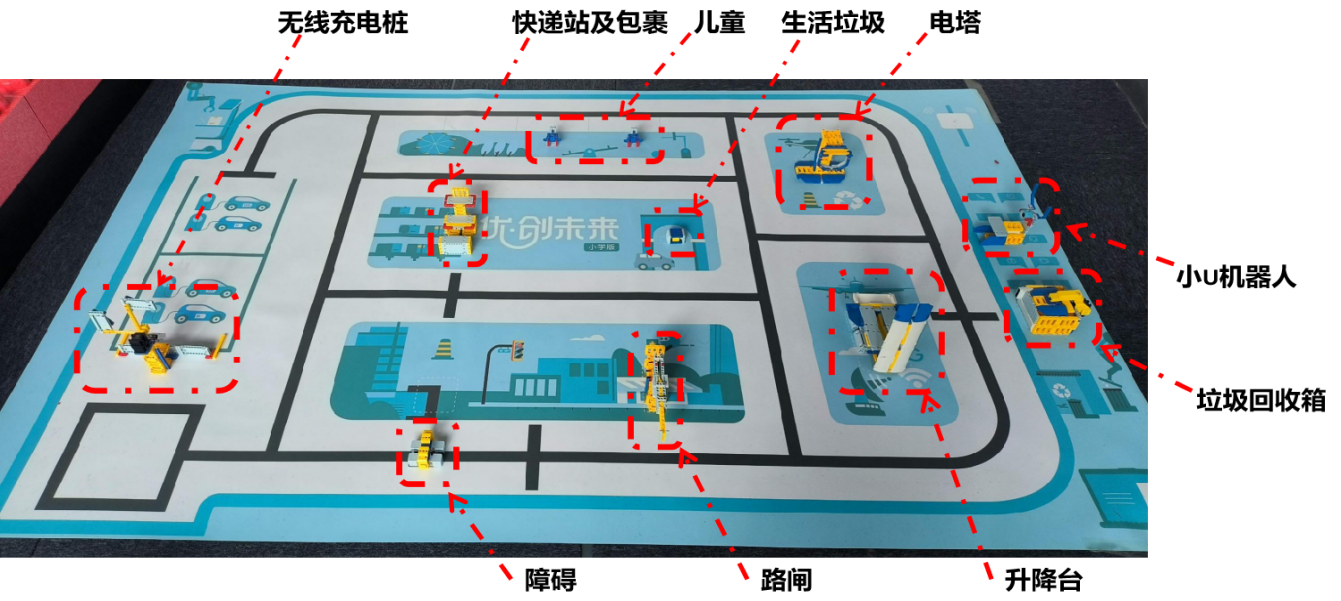 无线充电桩
快递站及包裹
儿童
生活垃圾
电塔
优创未来
小学版
小U机器人
垃圾回收箱
障碍
路闸
升降台